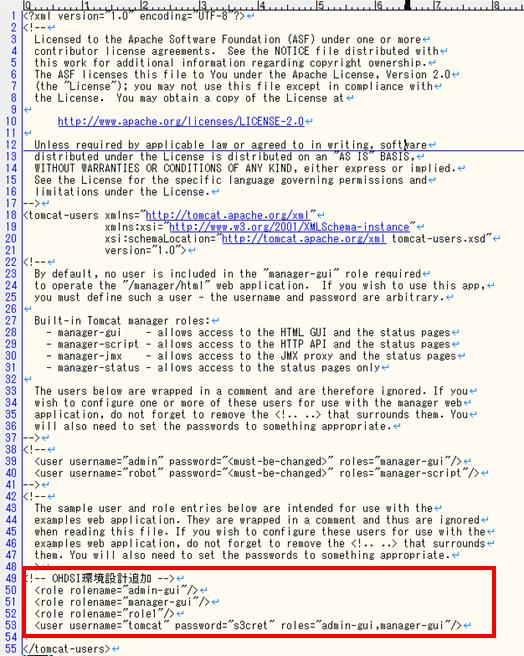 0 1 2 3 4 5 6 7 8
1 <?xml version="1.0" encoding="UTF-8"?>
2 <!--
3   Licensed to the Apache Software Foundation (ASF) under one or more
4   contributor license agreements.  See the NOTICE file distributed with
5   this work for additional information regarding copyright ownership.
6   The ASF licenses this file to You under the Apache License, Version 2.0
7   (the "License"); you may not use this file except in compliance with
8   the License.  You may obtain a copy of the License at
9
10       http://www.apache.org/licenses/LICENSE-2.0
11
12   Unless required by applicable law or agreed to in writing, software
13   distributed under the License is distributed on an "AS IS" BASIS,
14   WITHOUT WARRANTIES OR CONDITIONS OF ANY KIND, either express or implied.
15   See the License for the specific language governing permissions and
16   limitations under the License.
17 -->
18 <tomcat-users xmlns="http://tomcat.apache.org/xml"
19               xmlns:xsi="http://www.w3.org/2001/XMLSchema-instance"
20               xsi:schemaLocation="http://tomcat.apache.org/xml tomcat-users.xsd"
21               version="1.0">
22 <!--
23   By default, no user is included in the "manager-gui" role required
24   to operate the "/manager/html" web application.  If you wish to use this app,
25   you must define such a user - the username and password are arbitrary.
26
27   Built-in Tomcat manager roles:
28     - manager-gui    - allows access to the HTML GUI and the status pages
29     - manager-script - allows access to the HTTP API and the status pages
30     - manager-jmx    - allows access to the JMX proxy and the status pages
31     - manager-status - allows access to the status pages only
32
33   The users below are wrapped in a comment and are therefore ignored. If you
34   wish to configure one or more of these users for use with the manager web
35   application, do not forget to remove the <!.. ..> that surrounds them. You
36   will also need to set the passwords to something appropriate.
37 -->
38 <!--
39   <user username="admin" password="<must-be-changed>" roles="manager-gui"/>
40   <user username="robot" password="<must-be-changed>" roles="manager-script"/>
41 -->
42 <!--
43   The sample user and role entries below are intended for use with the
44   examples web application. They are wrapped in a comment and thus are ignored
45   when reading this file. If you wish to configure these users for use with the
46   examples web application, do not forget to remove the <!.. ..> that surrounds
47   them. You will also need to set the passwords to something appropriate.
48 -->
49 <!-- OHDSI環境設計追加 -->
50   <role rolename="admin-gui"/>
51   <role rolename="manager-gui"/>
52   <role rolename="role1"/>
53   <user username="tomcat" password="s3cret" roles="admin-gui,manager-gui"/>
54
55 </tomcat-users>